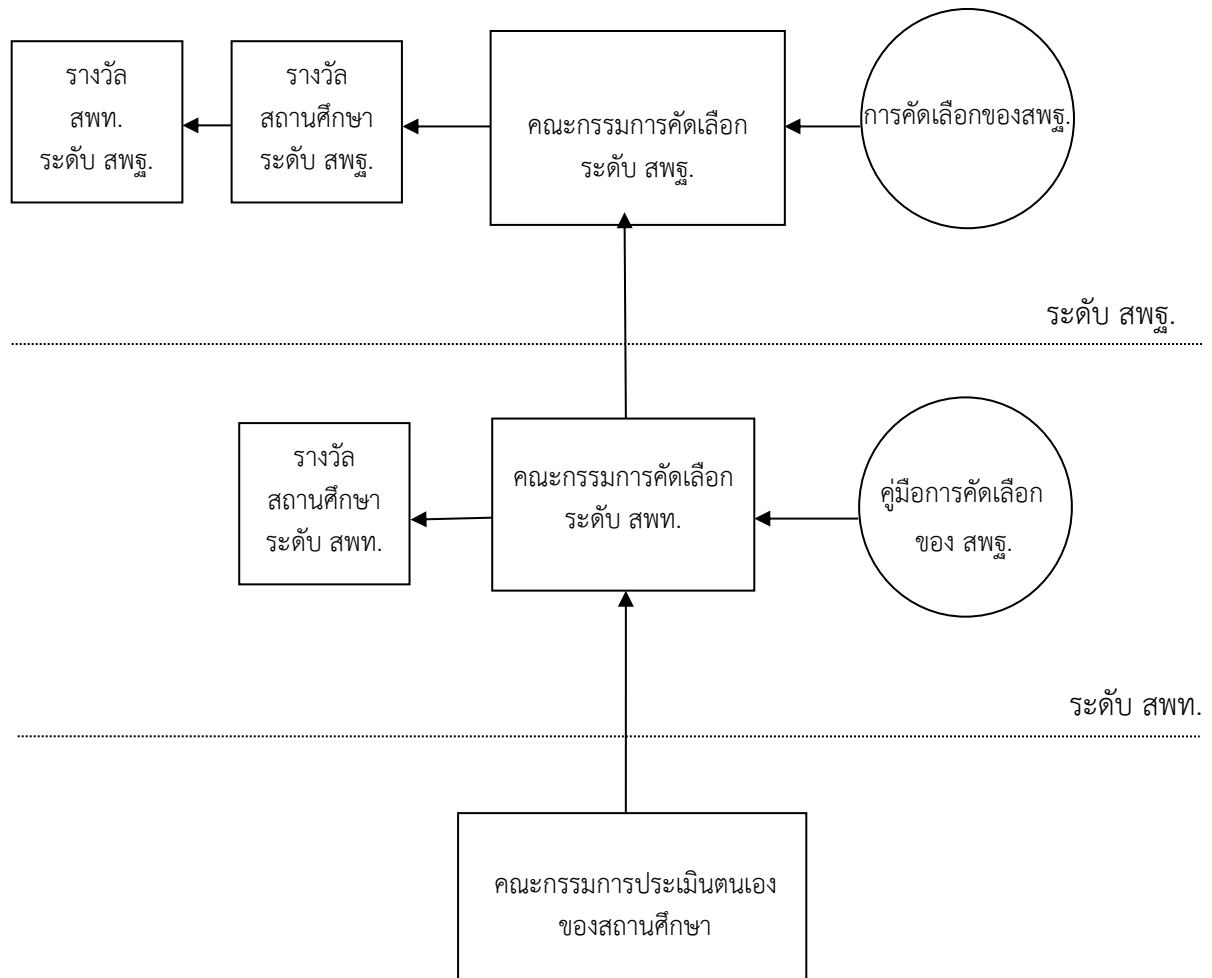 รางวัล
สพท.
ระดับ สพฐ.
รางวัล
สถานศึกษา
ระดับ สพฐ.
คณะกรรมการคัดเลือก
ระดับ สพฐ.
การคัดเลือกของสพฐ.
ระดับ สพฐ.
รางวัล
สถานศึกษา
ระดับ สพท.
คณะกรรมการคัดเลือก
ระดับ สพท.
คู่มือการคัดเลือก
ของ สพฐ.
ระดับ สพท.
คณะกรรมการประเมินตนเอง
ของสถานศึกษา